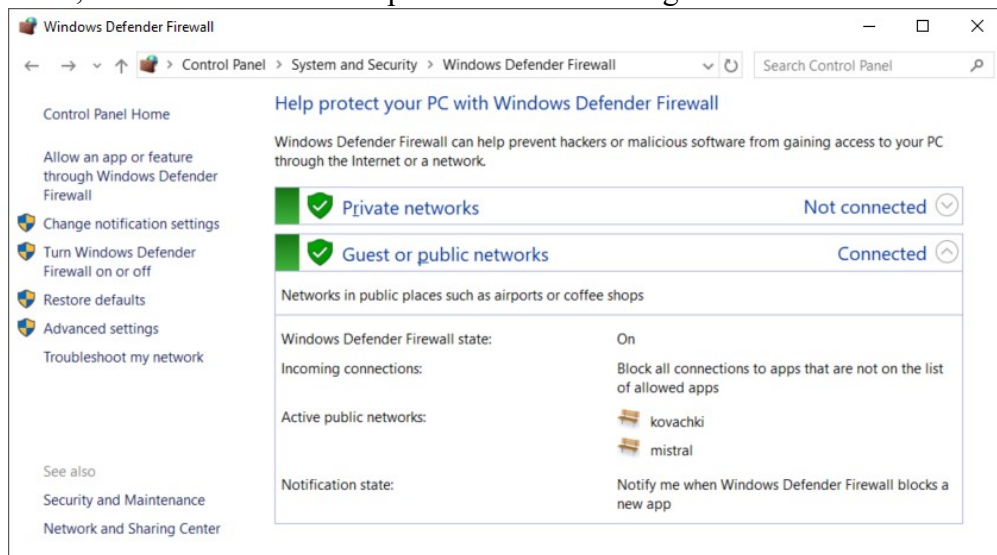 Windows Defender Firewall
Control Panel > System and Security > Windows Defender Firewall
Search Control Panel
Control Panel Home
Allow an app or feature
through Windows Defender
Firewall
Change notification settings
Turn Windows Defender
Firewall on or off
Restore defaults
Advanced settings
Troubleshoot my network
See also
Security and Maintenance
Network and Sharing Center
Help protect your PC with Windows Defender Firewall
Windows Defender Firewall can help prevent hackers or malicious software from gaining access to your PC
through the Internet or a network.
Private networks Not connected
Guest or public networks Connected
Networks in public places such as airports or coffee shops
Windows Defender Firewall state: On
Incoming connections: Block all connections to apps that are not on the list
of allowed apps
Active public networks: kovachki
mistral
Notification state: Notify me when Windows Defender Firewall blocks a
new app